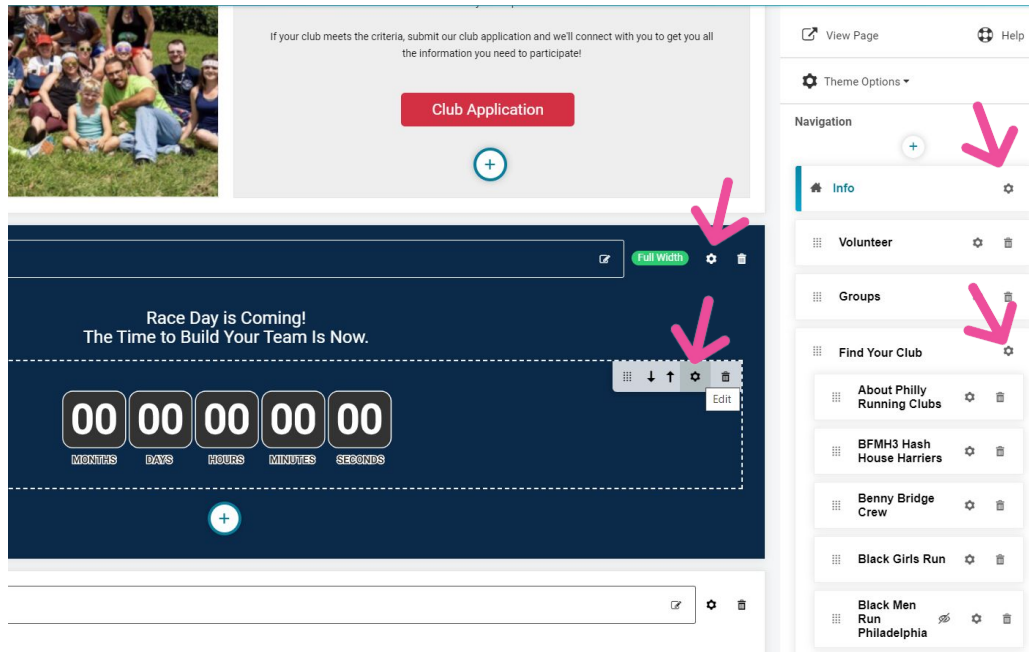 If your club meets the criteria, submit our club application and we'll connect with you to get you all
the information you need to participate!
Club Application
Full Width
Race Day is Coming!
The Time to Build Your Team Is Now.
Edit
00 00 00 00 00
MONTHS DAYS HOURS MINUTES SECONDS
View Page
Help
Theme Options
Navigation
Info
Volunteer
Groups
Find Your Club
About Philly
Running Clubs
BFMH3 Hash
House Harriers
Benny Bridge
Crew
Black Girls Run
Black Men
Run
Philadelphia